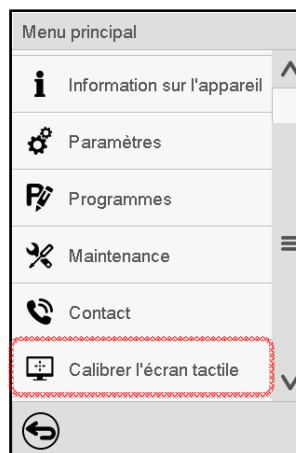 Menu principal
Information sur l'appareil
Paramètres
Programmes
Maintenance
Contact
Calibrer l'écran tactile